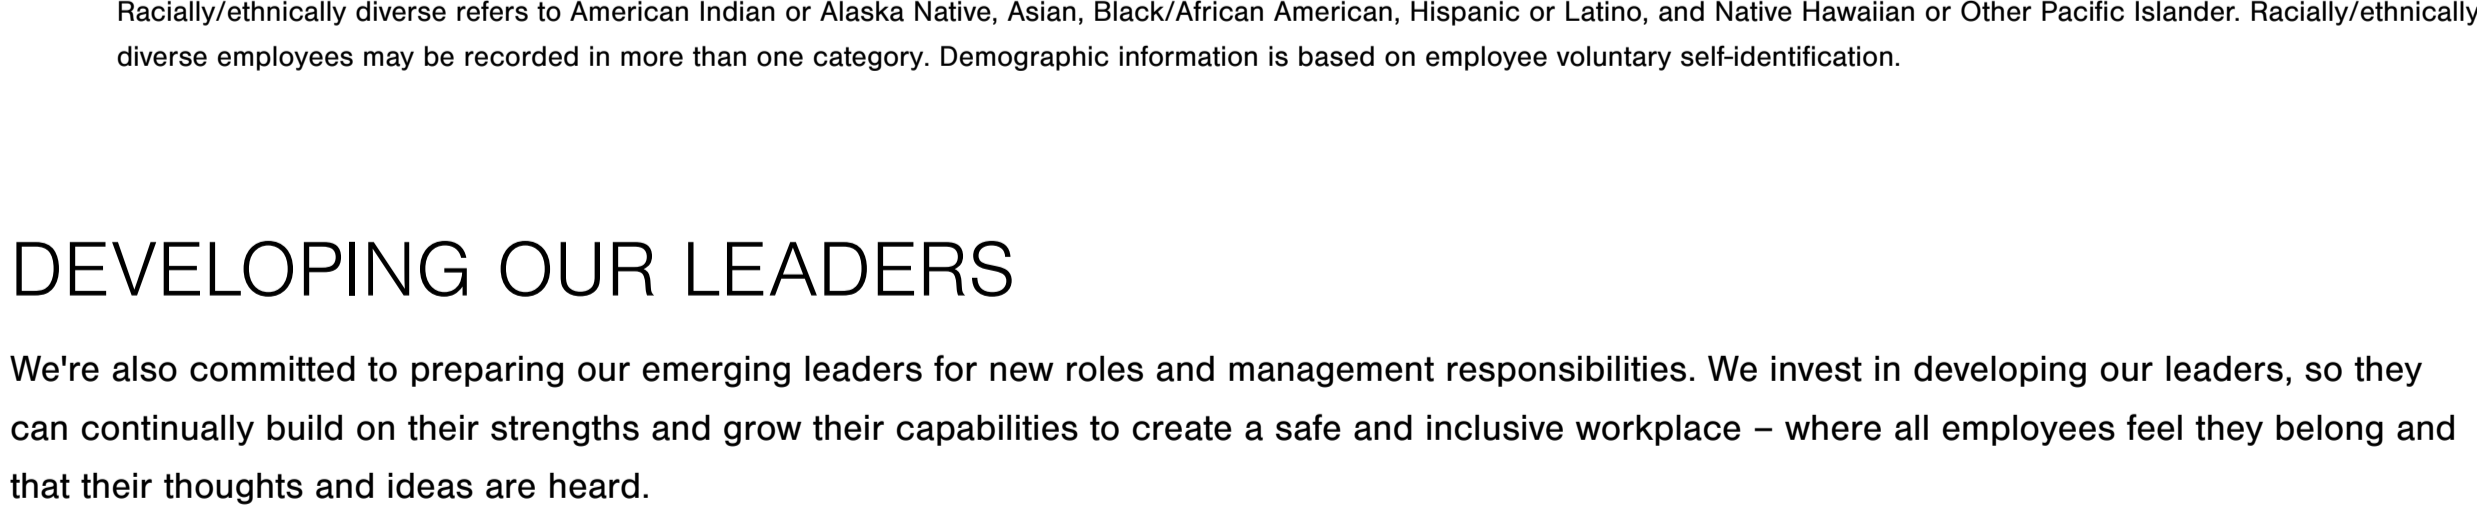 Racially/ethnically diverse refers to American Indian or Alaska Native, Asian, Black/African American, Hispanic or Latino, and Native Hawaiian or Other Pacific Islander. Racially/ethnically
diverse employees may be recorded in more than one category. Demographic information is based on employee voluntary self-identification.
DEVELOPING OUR LEADERS
We're also committed to preparing our emerging leaders for new roles and management responsibilities. We invest in developing our leaders, so they
can continually build on their strengths and grow their capabilities to create a safe and inclusive workplace – where all employees feel they belong and
that their thoughts and ideas are heard.